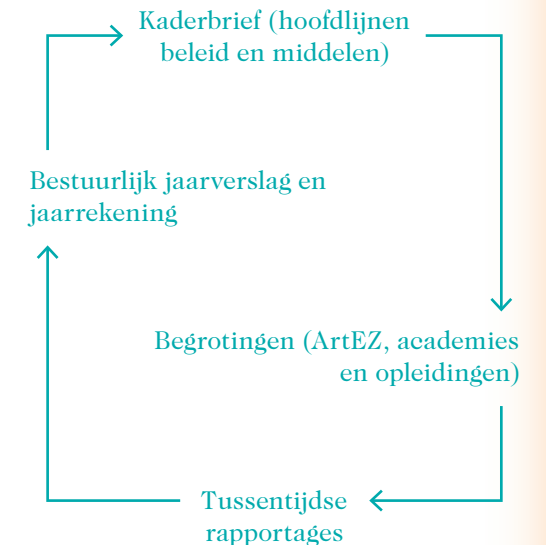 Kaderbrief (hoofdlijnen
beleid en middelen)
Bestuurlijk jaarverslag en
jaarrekening
Begrotingen (ArtEZ, academies
en opleidingen)
Tussentijdse
rapportages